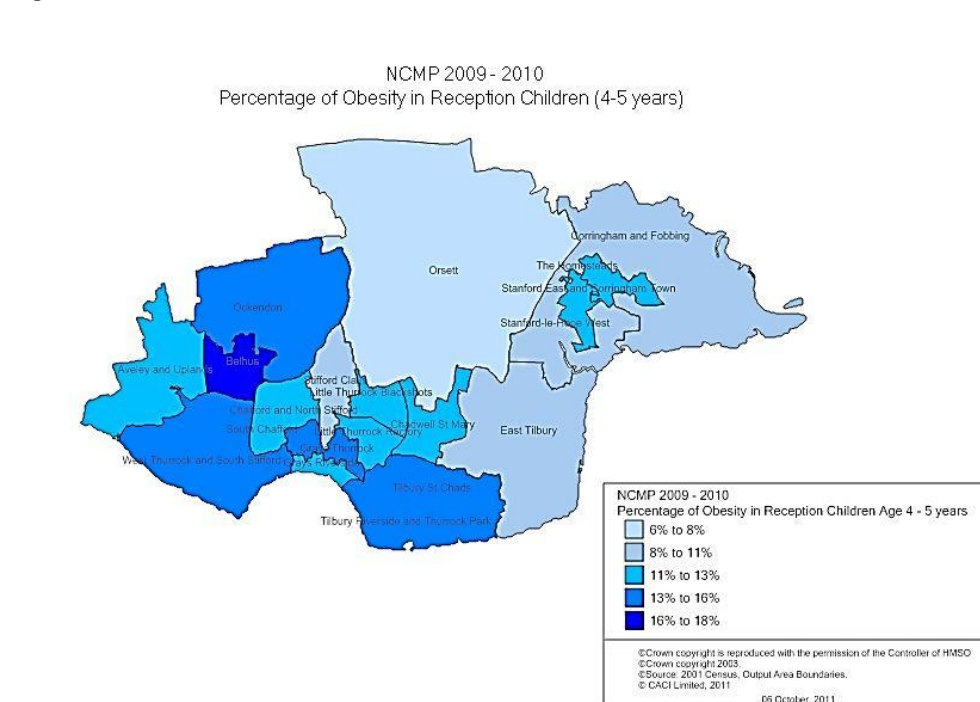 NCMP 2009 - 2010
Percentage of Obesity in Reception Children (4-5 years)
Corringham and Fobbing
The Homesteads
Orsett
Stanford East and Corringham Town
Ockendon
Stanford-le-Hope West
Belhus
Aveley and Uplands
Stifford Clays
Little Thurrock Blackshots
Chafford and North Stifford
Chadwell St Mary
South Chafford
Little Thurrock Rectory
East Tilbury
Grays Thurrock
West Thurrock and South Stifford
Grays Riverside
Tilbury St Chads
Tilbury Riverside and Thurrock Park
NCMP 2009 - 2010
Percentage of Obesity in Reception Children Age 4 - 5 years
6% to 8%
8% to 11%
11% to 13%
13% to 16%
16% to 18%
©Crown copyright is reproduced with the permission of the Controller of HMSO
©Crown copyright 2003.
©Source: 2001 Census, Output Area Boundaries.
© CACI Limited, 2011
06 October, 2011